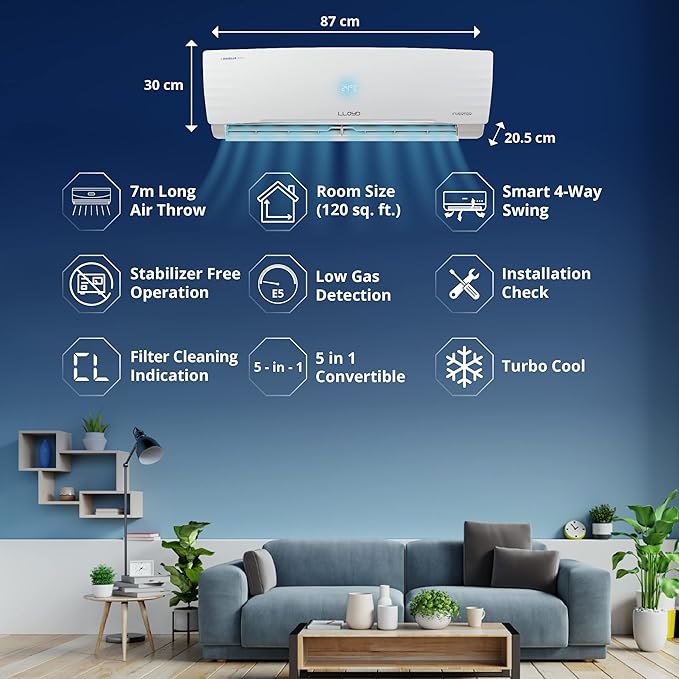 87 cm
30 cm
24°C
LLOYD
INVERTER
20.5 cm
7m Long
Air Throw
Room Size
(120 sq. ft.)
Smart 4-Way
Swing
Stabilizer Free
Operation
E5
Low Gas
Detection
Installation
Check
CL
Filter Cleaning
Indication
5 - in - 1
5 in 1
Convertible
Turbo Cool